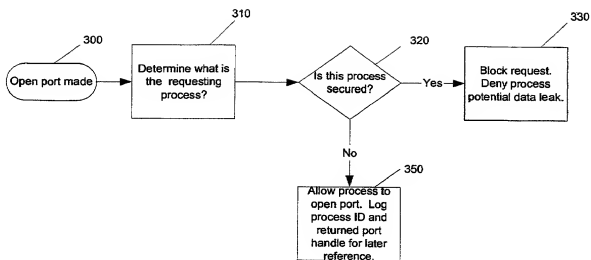 300
Open port made
310
Determine what is
the requesting
process?
320
Is this process
secured?
Yes
330
Block request.
Deny process
potential data leak.
No
350
Allow process to
open port. Log
process ID and
returned port
handle for later
reference.